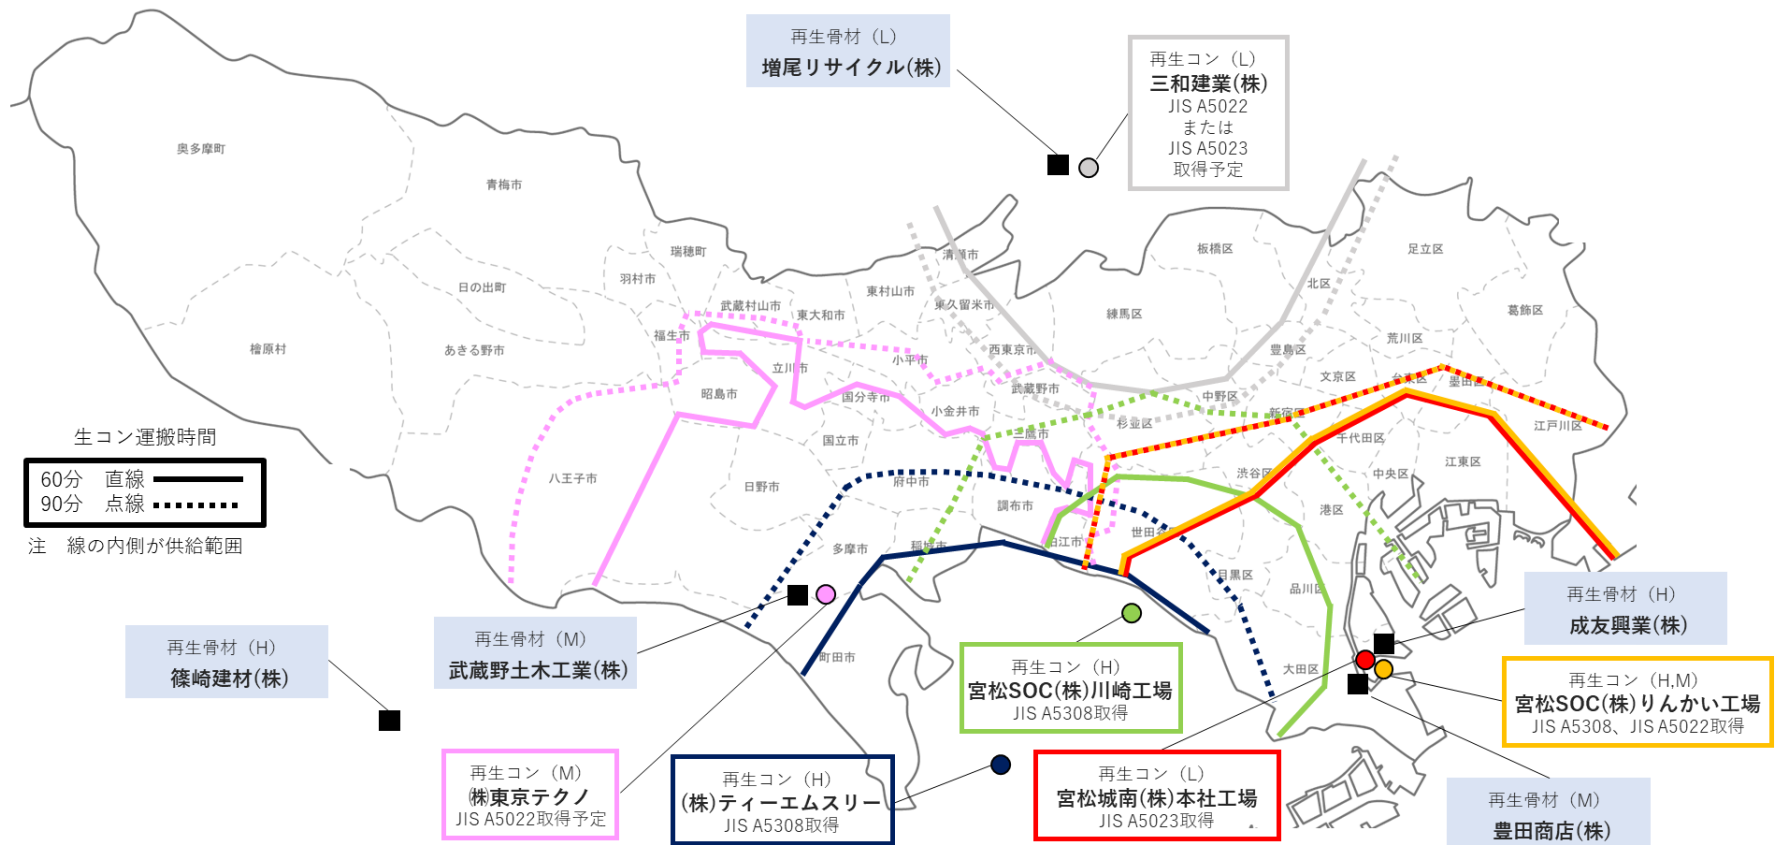 再生骨材（L）
増尾リサイクル(株)
再生コン（L）
三和建業(株)
JIS A5022
または
JIS A5023
取得予定
奥多摩町
青梅市
瑞穂町
羽村市
日の出町
檜原村
あきる野市
福生市
武蔵村山市
東大和市
東村山市
清瀬市
東久留米市
西東京市
練馬区
板橋区
北区
足立区
葛飾区
荒川区
豊島区
文京区
台東区
墨田区
昭島市
立川市
小平市
国分寺市
小金井市
武蔵野市
三鷹市
杉並区
中野区
新宿区
千代田区
江戸川区
江東区
中央区
港区
渋谷区
八王子市
日野市
国立市
府中市
調布市
狛江市
世田谷区
多摩市
稲城市
目黒区
品川区
町田市
大田区
生コン運搬時間
60分　直線
90分　点線
注　線の内側が供給範囲
再生骨材（H）
篠崎建材(株)
再生骨材（M）
武蔵野土木工業(株)
再生コン（H）
宮松SOC(株)川崎工場
JIS A5308取得
再生骨材（H）
成友興業(株)
再生コン（H,M）
宮松SOC(株)りんかい工場
JIS A5308、JIS A5022取得
再生コン（M）
㈱東京テクノ
JIS A5022取得予定
再生コン（H）
(株)ティーエムスリー
JIS A5308取得
再生コン（L）
宮松城南(株)本社工場
JIS A5023取得
再生骨材（M）
豊田商店(株)